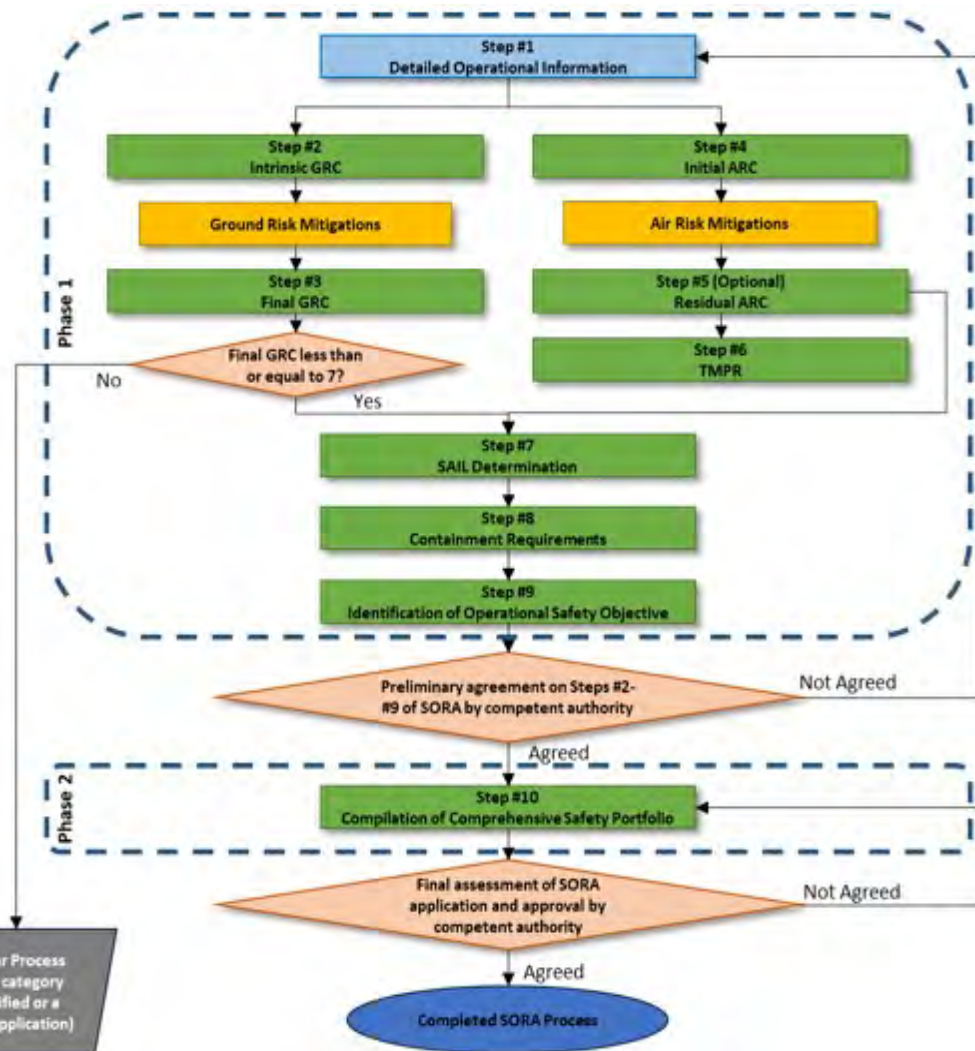 Step #1
Detailed Operational Information
Step #2
Intrinsic GRC
Step #4
Initial ARC
Ground Risk Mitigations
Air Risk Mitigations
Step #3
Final GRC
Step #5 (Optional)
Residual ARC
Phase 1
Final GRC less than
or equal to 7?
Step #6
TMPR
No
Yes
Step #7
SAIL Determination
Step #8
Containment Requirements
Step #9
Identification of Operational Safety Objective
Preliminary agreement on Steps #2-
#9 of SORA by competent authority
Not Agreed
Agreed
Phase 2
Step #10
Compilation of Comprehensive Safety Portfolio
Final assessment of SORA
application and approval by
competent authority
Not Agreed
Agreed
Process
category
or a
Completed SORA Process